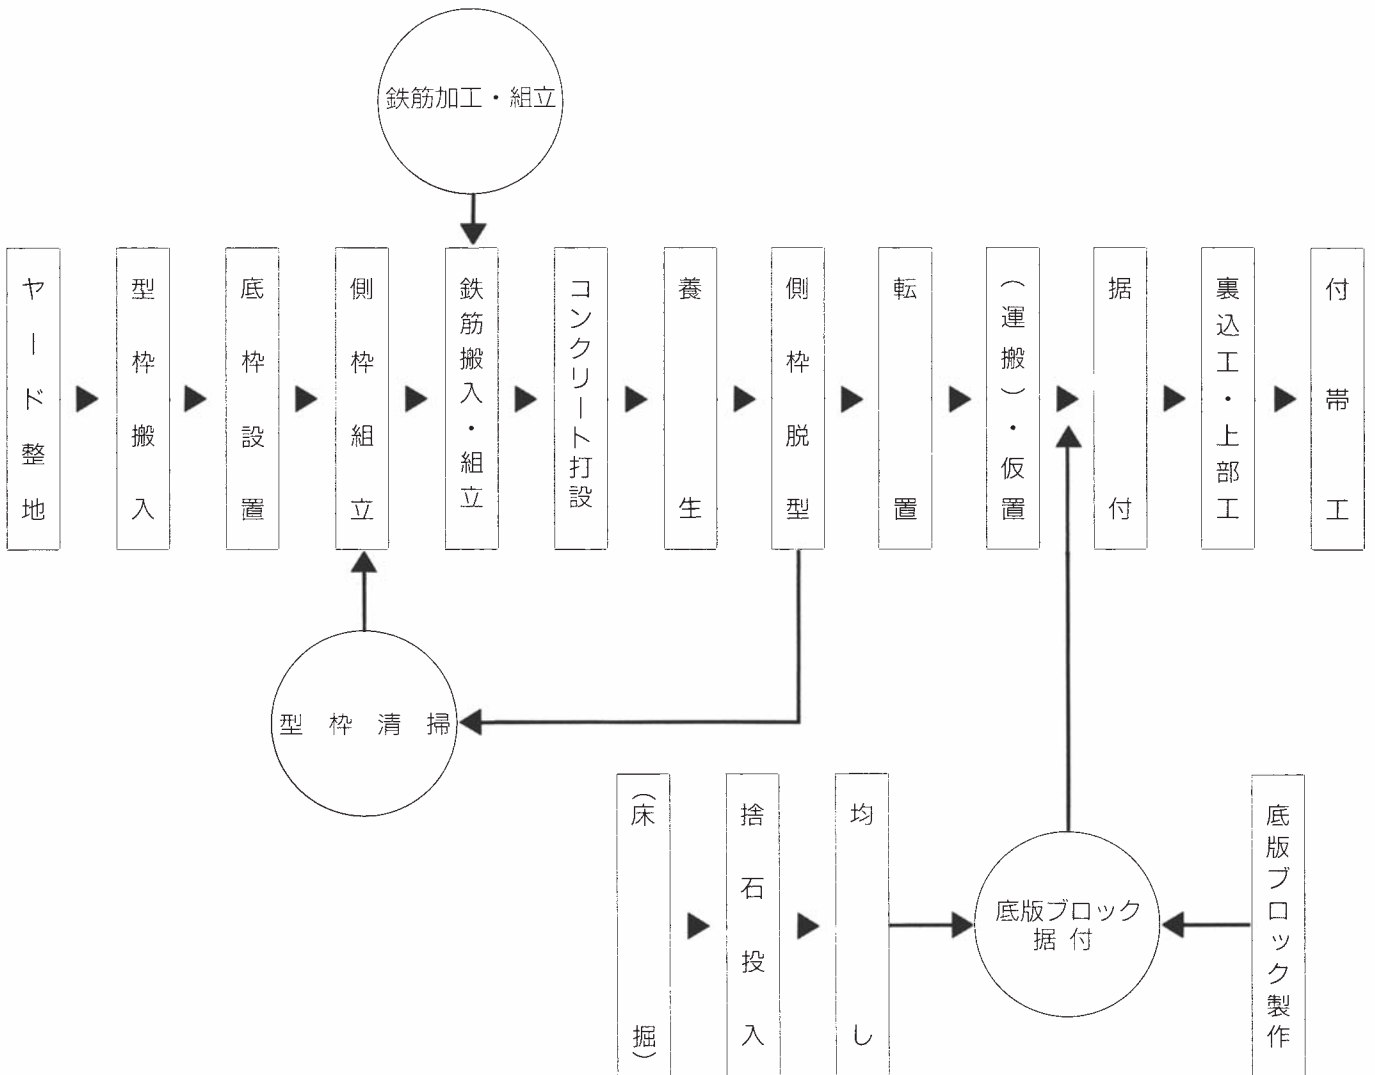 鉄筋加工・組立
ヤード整地
型枠搬入
底枠設置
側枠組立
鉄筋搬入・組立
コンクリート打設
養生
側枠脱型
転置
（運搬）・仮置
据付
裏込工・上部工
付帯工
型枠清掃
（床掘）
捨石投入
均し
底版ブロック
据付
底版ブロック製作